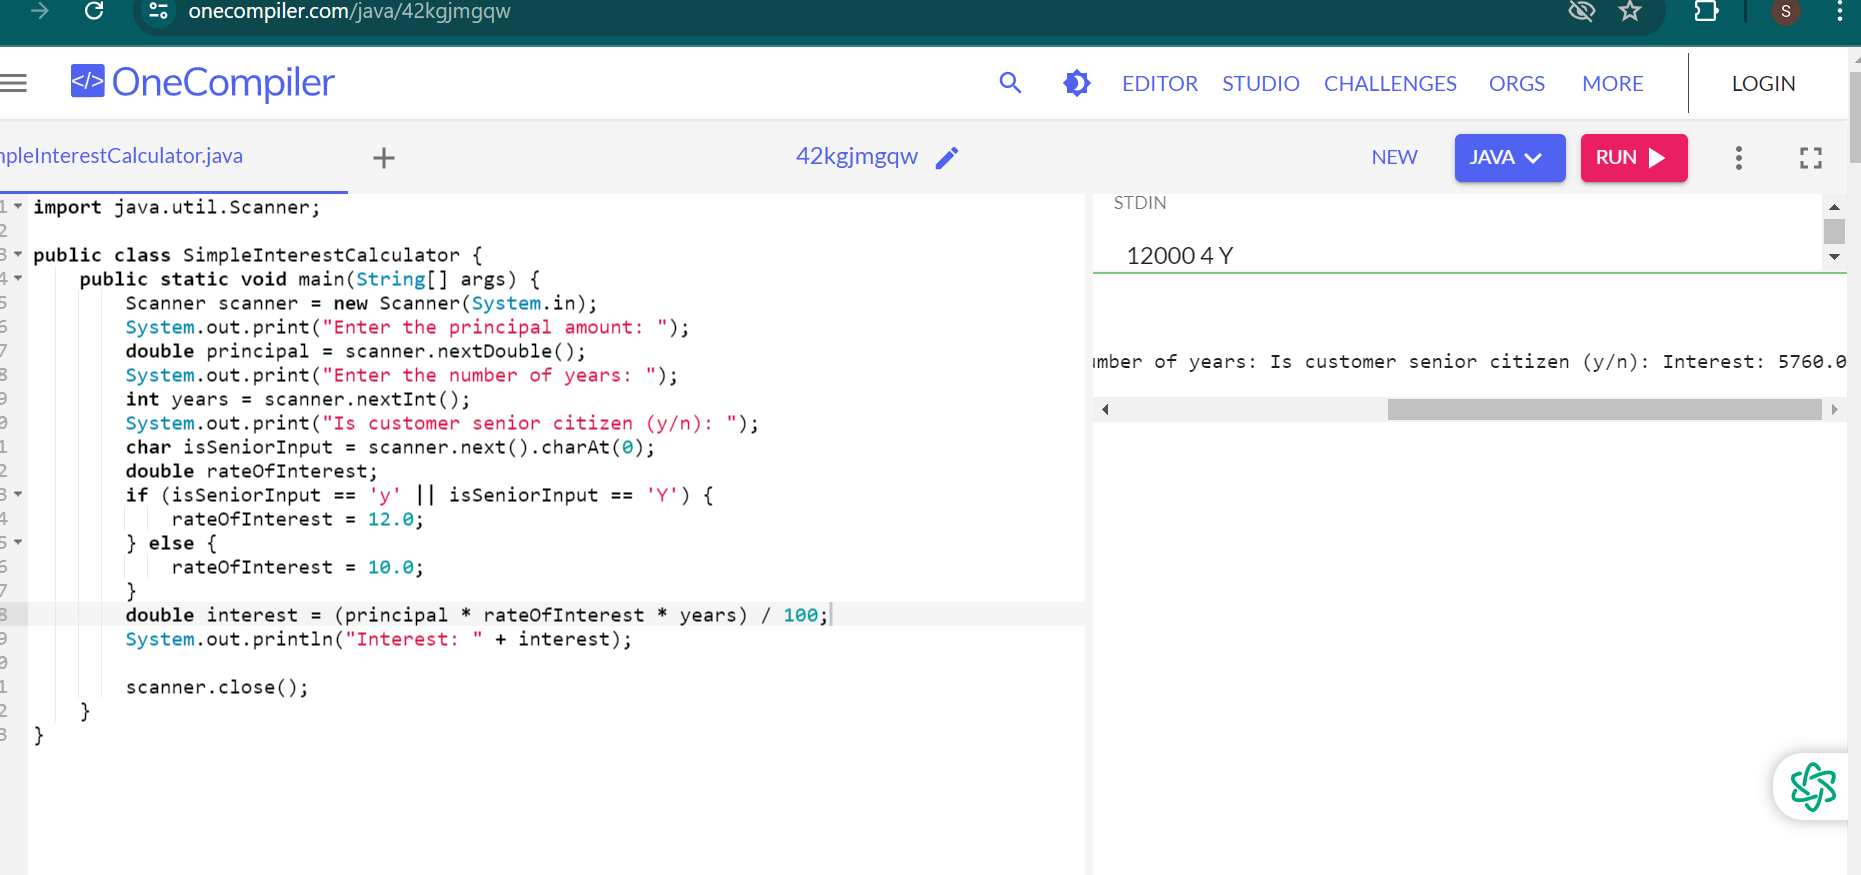 onecompiler.com/java/42kgjmgqw
S
</> OneCompiler
EDITOR STUDIO CHALLENGES ORGS MORE LOGIN
mpleInterestCalculator.java
42kgjmgqw
NEW JAVA RUN
1 import java.util.Scanner;
2
3 public class SimpleInterestCalculator {
4 public static void main(String[] args) {
5 Scanner scanner = new Scanner(System.in);
6 System.out.print("Enter the principal amount: ");
7 double principal = scanner.nextDouble();
8 System.out.print("Enter the number of years: ");
9 int years = scanner.nextInt();
0 System.out.print("Is customer senior citizen (y/n): ");
1 char isSeniorInput = scanner.next().charAt(0);
2 double rateOfInterest;
3 if (isSeniorInput == 'y' || isSeniorInput == 'Y') {
4 rateOfInterest = 12.0;
5 } else {
6 rateOfInterest = 10.0;
7 }
8 double interest = (principal * rateOfInterest * years) / 100;
9 System.out.println("Interest: " + interest);
0
1 scanner.close();
2 }
3 }
STDIN
12000 4 Y
umber of years: Is customer senior citizen (y/n): Interest: 5760.0